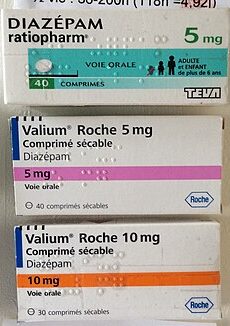 DIAZÉPAM
ratiopharm® 5 mg
VOIE ORALE
ADULTE
et ENFANT
de plus de 6 ans
40 COMPRIMÉS
TEVA
Valium® Roche 5 mg
Comprimé sécable
Diazépam
5 mg
Voie orale
40 comprimés sécables
Roche
Valium® Roche 10 mg
Comprimé sécable
Diazépam
10 mg
Voie orale
30 comprimés sécables
Roche